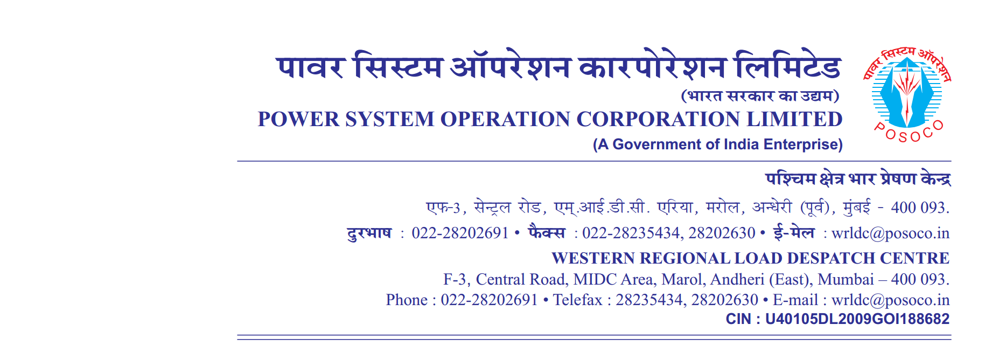 पावर सिस्टम ऑपरेशन कारपोरेशन लिमिटेड
(भारत सरकार का उद्यम)
POWER SYSTEM OPERATION CORPORATION LIMITED
(A Government of India Enterprise)
पावर सिस्टम ऑपरेशन
POSOCO
पश्चिम क्षेत्र भार प्रेषण केन्द्र
एफ-3, सेन्ट्रल रोड, एम्.आई.डी.सी. एरिया, मरोल, अन्धेरी (पूर्व), मुंबई - 400 093.
दुरभाष : 022-28202691 • फैक्स : 022-28235434, 28202630 • ई-मेल : wrldc@posoco.in
WESTERN REGIONAL LOAD DESPATCH CENTRE
F-3, Central Road, MIDC Area, Marol, Andheri (East), Mumbai – 400 093.
Phone : 022-28202691 • Telefax : 28235434, 28202630 • E-mail : wrldc@posoco.in
CIN : U40105DL2009GOI188682